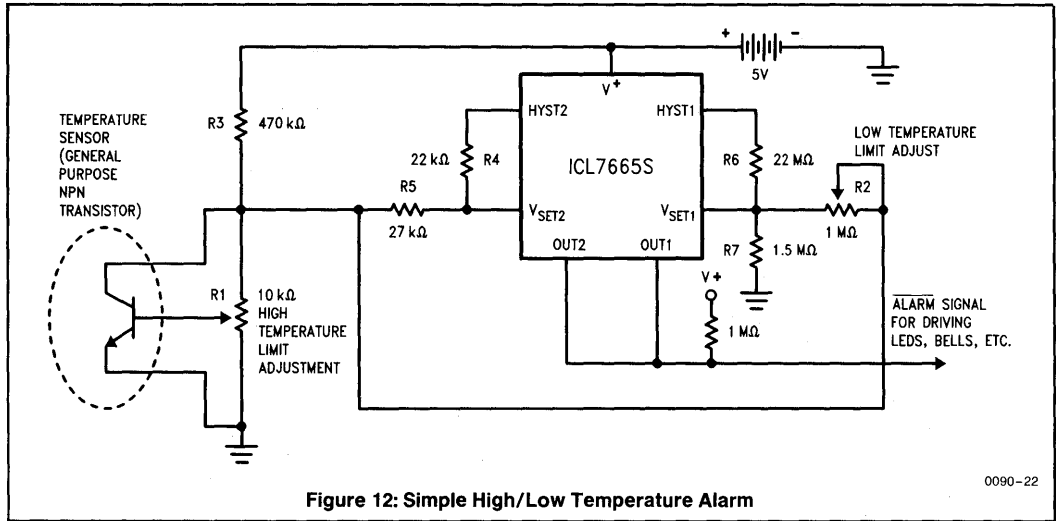 + -
5V
V+
TEMPERATURE
SENSOR
(GENERAL
PURPOSE
NPN
TRANSISTOR)
R3 470 kΩ
HYST2 HYST1
22 kΩ R4
ICL7665S
R6 22 MΩ
LOW TEMPERATURE
LIMIT ADJUST
R5
27 kΩ
VSET2 VSET1
R2
1 MΩ
OUT2 OUT1
R7 1.5 MΩ
R1 10 kΩ
HIGH
TEMPERATURE
LIMIT
ADJUSTMENT
V+
1 MΩ
ALARM SIGNAL
FOR DRIVING
LEDS, BELLS, ETC.
0090-22
Figure 12: Simple High/Low Temperature Alarm